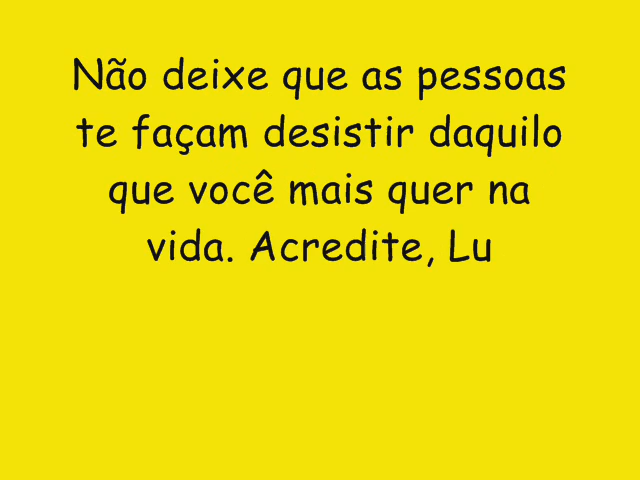 Não deixe que as pessoas
te façam desistir daquilo
que você mais quer na
vida. Acredite, Lu